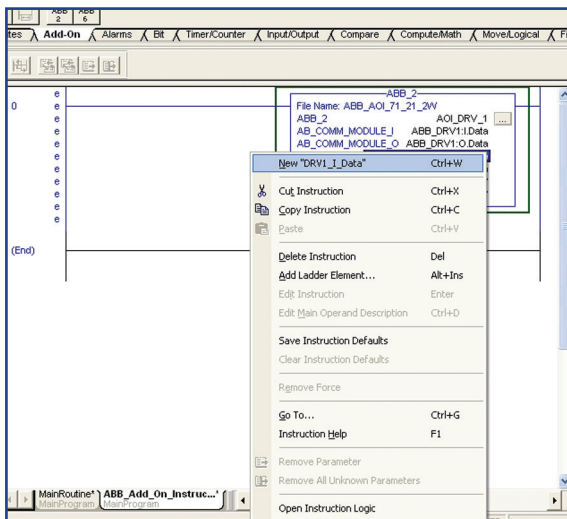 ABB ABB
2 6
tes Add-On Alarms Bit Timer/Counter Input/Output Compare Compute/Math Move/Logical Fi
ABB_2
0
File Name: ABB_AOI_71_21_2W
ABB_2 AOI_DRV_1 ...
AB_COMM_MODULE_I ABB_DRV1:I.Data
AB_COMM_MODULE_O ABB_DRV1:O.Data
e
e
e
e
e
e
e
e
e
e
e
New "DRV1_I_Data" Ctrl+W
Cut Instruction Ctrl+X
Copy Instruction Ctrl+C
Paste Ctrl+V
(End)
Delete Instruction Del
Add Ladder Element... Alt+Ins
Edit Instruction Enter
Edit Main Operand Description Ctrl+D
Save Instruction Defaults
Clear Instruction Defaults
Remove Force
Go To... Ctrl+G
Instruction Help F1
Remove Parameter
Remove All Unknown Parameters
Open Instruction Logic
MainRoutine* ABB_Add_On_Instruc...*
MainProgram MainProgram